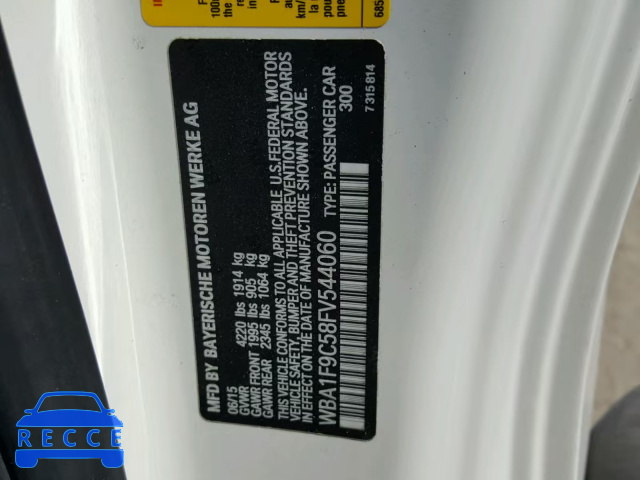 MFD BY BAYERISCHE MOTOREN WERKE AG
06/15
GVWR 4220 lbs 1914 kg
GAWR FRONT 1995 lbs 905 kg
GAWR REAR 2345 lbs 1064 kg
THIS VEHICLE CONFORMS TO ALL APPLICABLE U.S.FEDERAL MOTOR
VEHICLE SAFETY, BUMPER AND THEFT PREVENTION STANDARDS
IN EFFECT ON THE DATE OF MANUFACTURE SHOWN ABOVE.
WBA1F9C58FV544060 TYPE: PASSENGER CAR
300
7315814
RECCE